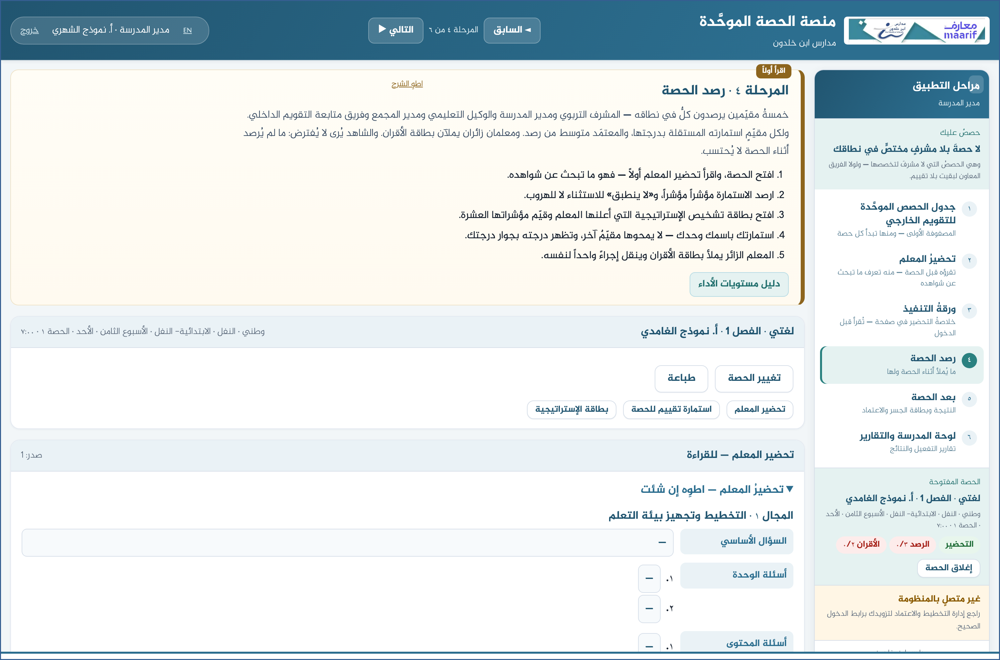 معارف
maarif
مدارس
ابن خلدون
Ibn Khaldun Schools
منصة الحصة الموحَّدة
مدارس ابن خلدون
◄ السابق
المرحلة ٤ من ٦
التالي ▶
EN
مدير المدرسة · أ. نموذج الشهري
خروج
مراحل التطبيق
مدير المدرسة
حصصٌ عليك
لا حصةَ بلا مشرفٍ مختصٍّ في نطاقك
وهي الحصصُ التي لا مشرفَ لتخصصها — ولولا الفريق
المعاون لبقيت بلا تقييم.
١
جدول الحصص الموحَّدة
للتقويم الخارجي
المصفوفة الأولى — ومنها تبدأ كل حصة
٢
تحضيرُ المعلم
تقرؤه قبل الحصة — منه تعرف ما تبحث
عن شواهده
٣
ورقةُ التنفيذ
خلاصةُ التحضير في صفحة — تُقرأ قبل
الدخول
٤
رصد الحصة
ما يُملأ أثناء الحصة ولها
٥
بعد الحصة
النتيجة وبطاقة الجسر والاعتماد
٦
لوحة المدرسة والتقارير
تقارير التفعيل والنتائج
الحصة المفتوحة
لغتي · الفصل 1 · أ. نموذج الغامدي
وطني · النفل · الابتدائية- النفل · الأسبوع الثامن · الأحد
· الحصة ١ · ٧:٠٠
التحضير
الرصد ٠/٣
الأقران ٠/٢
إغلاق الحصة
غير متصلٍ بالمنظومة
راجع إدارة التخطيط والاعتماد لتزويدك برابط الدخول
الصحيح.
اقرأ أولاً
المرحلة ٤ · رصد الحصة
اطوِ الشرح
خمسةُ مقيّمين يرصدون كلٌّ في نطاقه — المشرف التربوي ومدير المدرسة والوكيل التعليمي ومدير المجمع وفريق متابعة التقويم الداخلي.
ولكل مقيّمٍ استمارته المستقلة بدرجتها، والمعتمَد متوسط من رصد. ومعلمان زائران يملآن بطاقة الأقران. والشاهد يُرى لا يُفترض: ما لم يُرصد
أثناء الحصة لا يُحتسب.
1. افتح الحصة، واقرأ تحضير المعلم أولاً — فهو ما تبحث عن شواهده.
2. ارصد الاستمارة مؤشراً مؤشراً، و«لا ينطبق» للاستثناء لا للهروب.
3. افتح بطاقة تشخيص الإستراتيجية التي أعلنها المعلم وقيّم مؤشراتها العشرة.
4. استمارتك باسمك وحدك — لا يمحوها مقيّمٌ آخر، وتظهر درجته بجوار درجتك.
5. المعلم الزائر يملأ بطاقة الأقران وينقل إجراءً واحداً لنفسه.
دليل مستويات الأداء
لغتي · الفصل 1 · أ. نموذج الغامدي
وطني · النفل · الابتدائية- النفل · الأسبوع الثامن · الأحد · الحصة ١ · ٧:٠٠
تغيير الحصة
طباعة
تحضير المعلم
استمارة تقييم للحصة
بطاقة الإستراتيجية
تحضير المعلم — للقراءة
صدر: 1
▼ تحضيرُ المعلم — اطوِه إن شئت
المجال ١ · التخطيط وتجهيز بيئة التعلم
السؤال الأساسي
—
أسئلة الوحدة
١. —
٢. —
أسئلة المحتوى
١. —